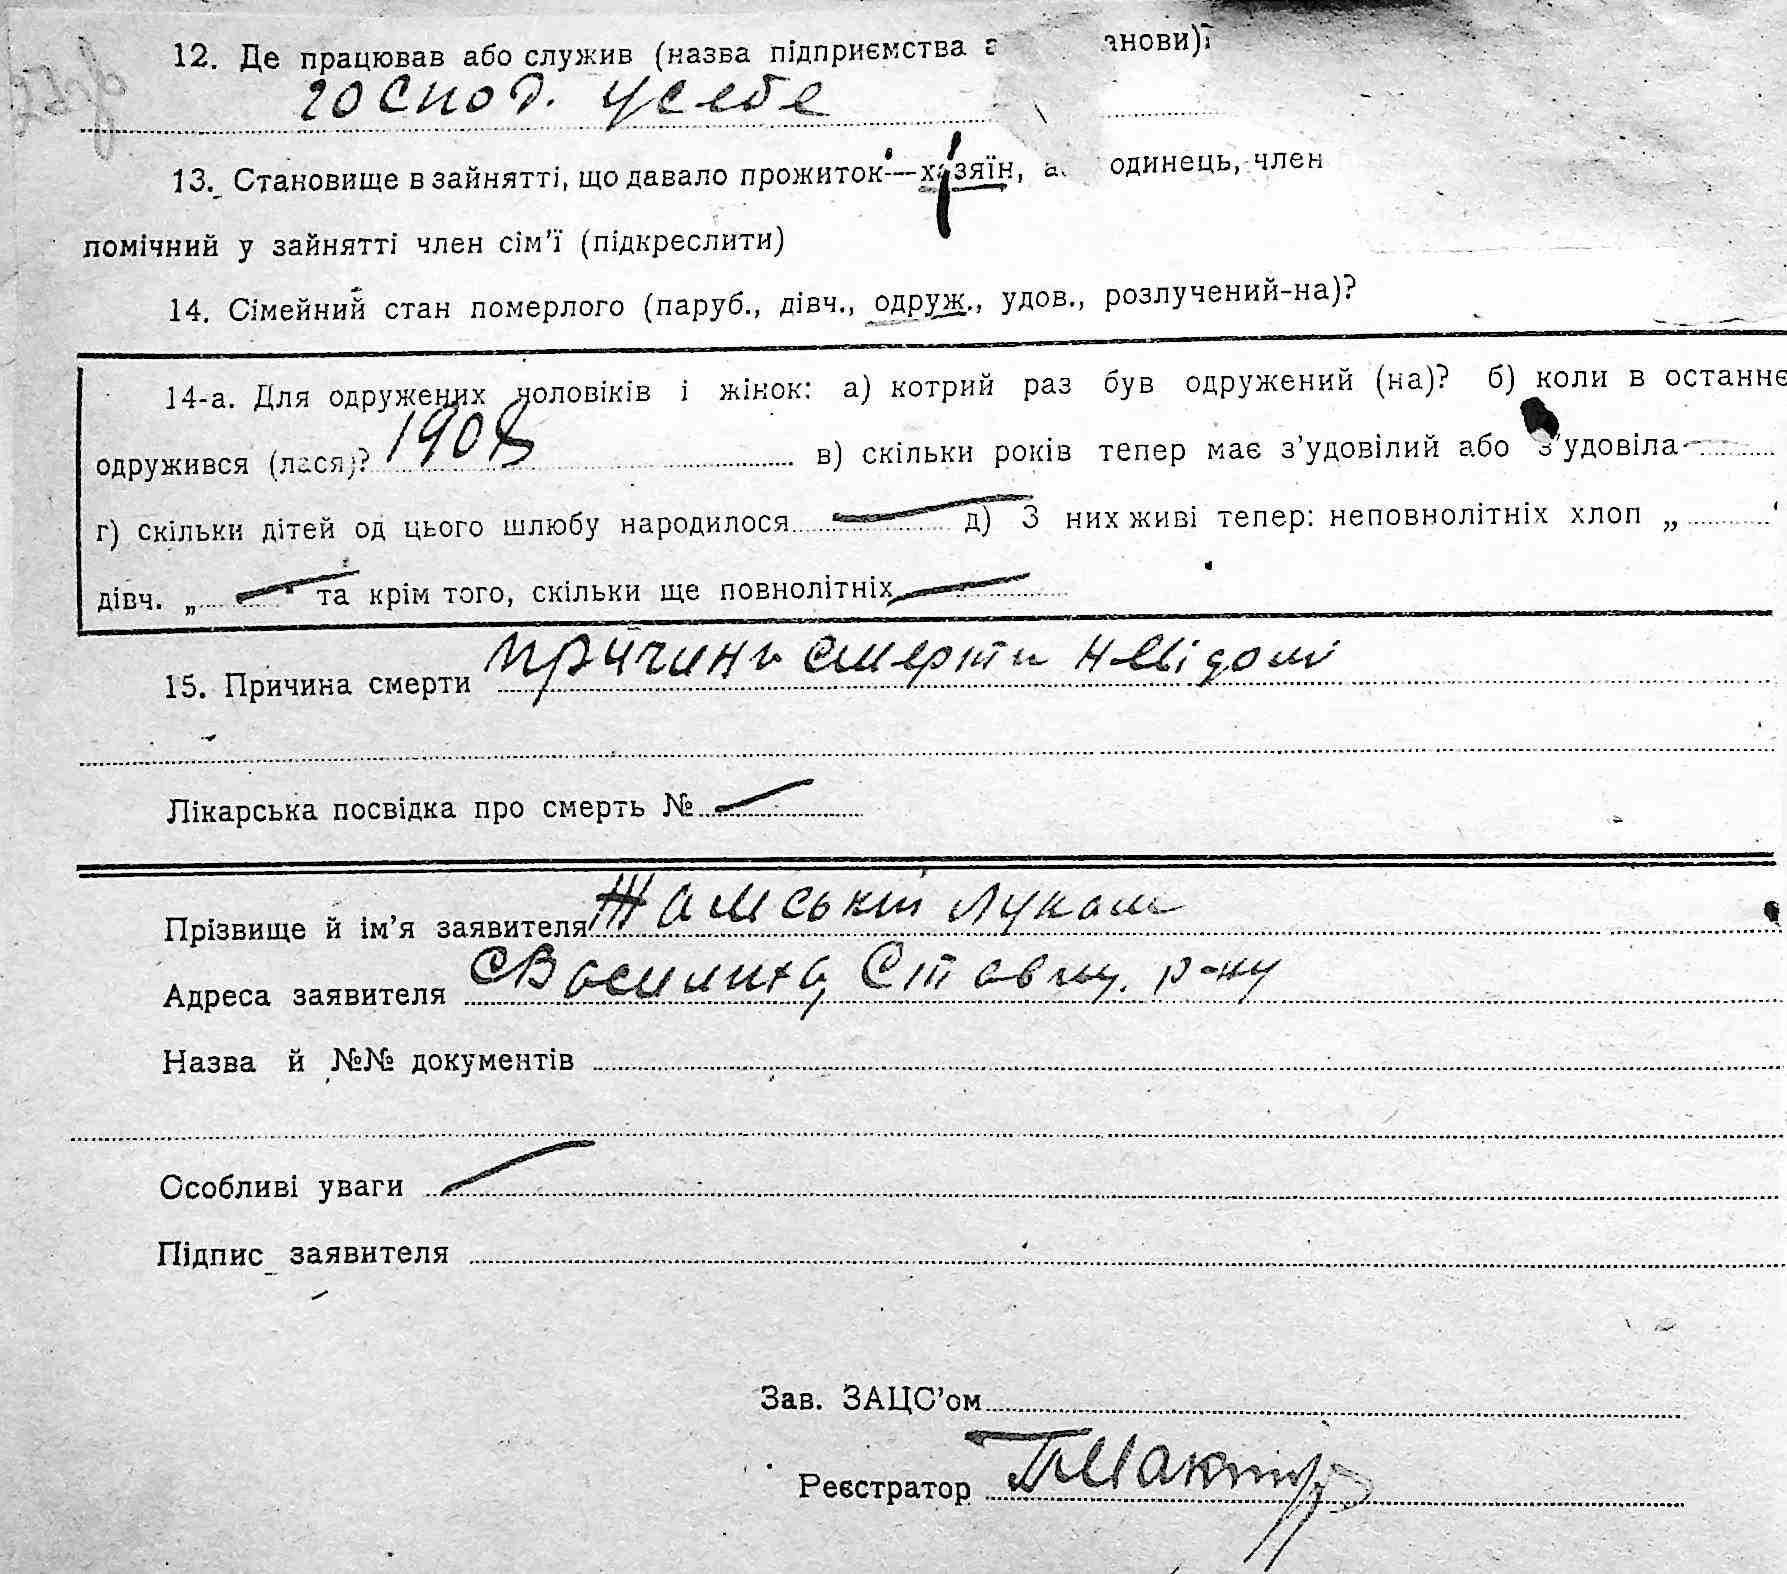 12. Де працював або служив (назва підприємства а анови)?
господ. у себе
13. Становище в зайнятті, що давало прожиток—хазяїн, а одинець, член
помічний у зайнятті член сім'ї (підкреслити)
14. Сімейний стан померлого (паруб., дівч., одруж., удов., розлучений-на)?
14-а. Для одружених чоловіків і жінок: а) котрий раз був одружений (на)? б) коли в останнє
одружився (лася)? 1908 в) скільки років тепер має з'удовілий або з'удовіла
г) скільки дітей од цього шлюбу народилося — д) З них живі тепер: неповнолітніх хлоп „
дівч. „ — та крім того, скільки ще повнолітніх —
15. Причина смерти причина смерти невідомі
Лікарська посвідка про смерть № —
Прізвище й ім'я заявителя Жамський Лукаш
Адреса заявителя с Василиха, Ставищ. р-ну
Назва й №№ документів
Особливі уваги —
Підпис заявителя
Зав. ЗАЦС'ом
Реєстратор